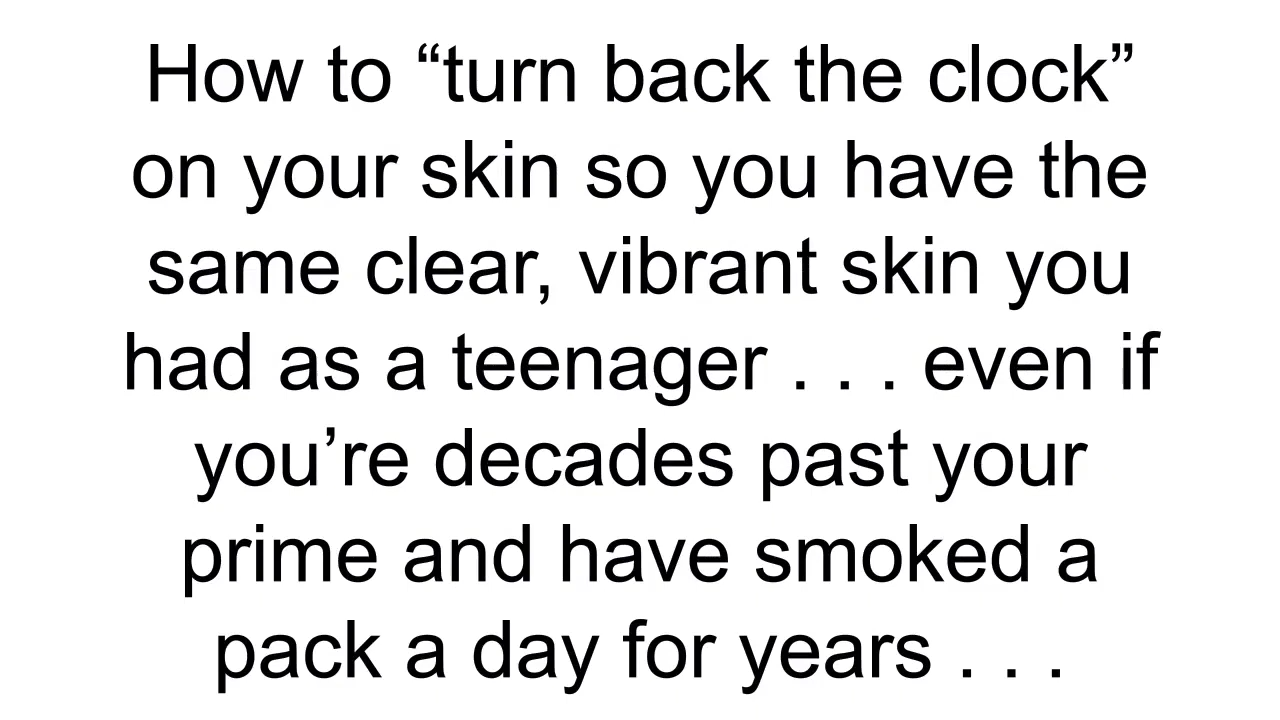 How to “turn back the clock”
on your skin so you have the
same clear, vibrant skin you
had as a teenager . . . even if
you’re decades past your
prime and have smoked a
pack a day for years . . .